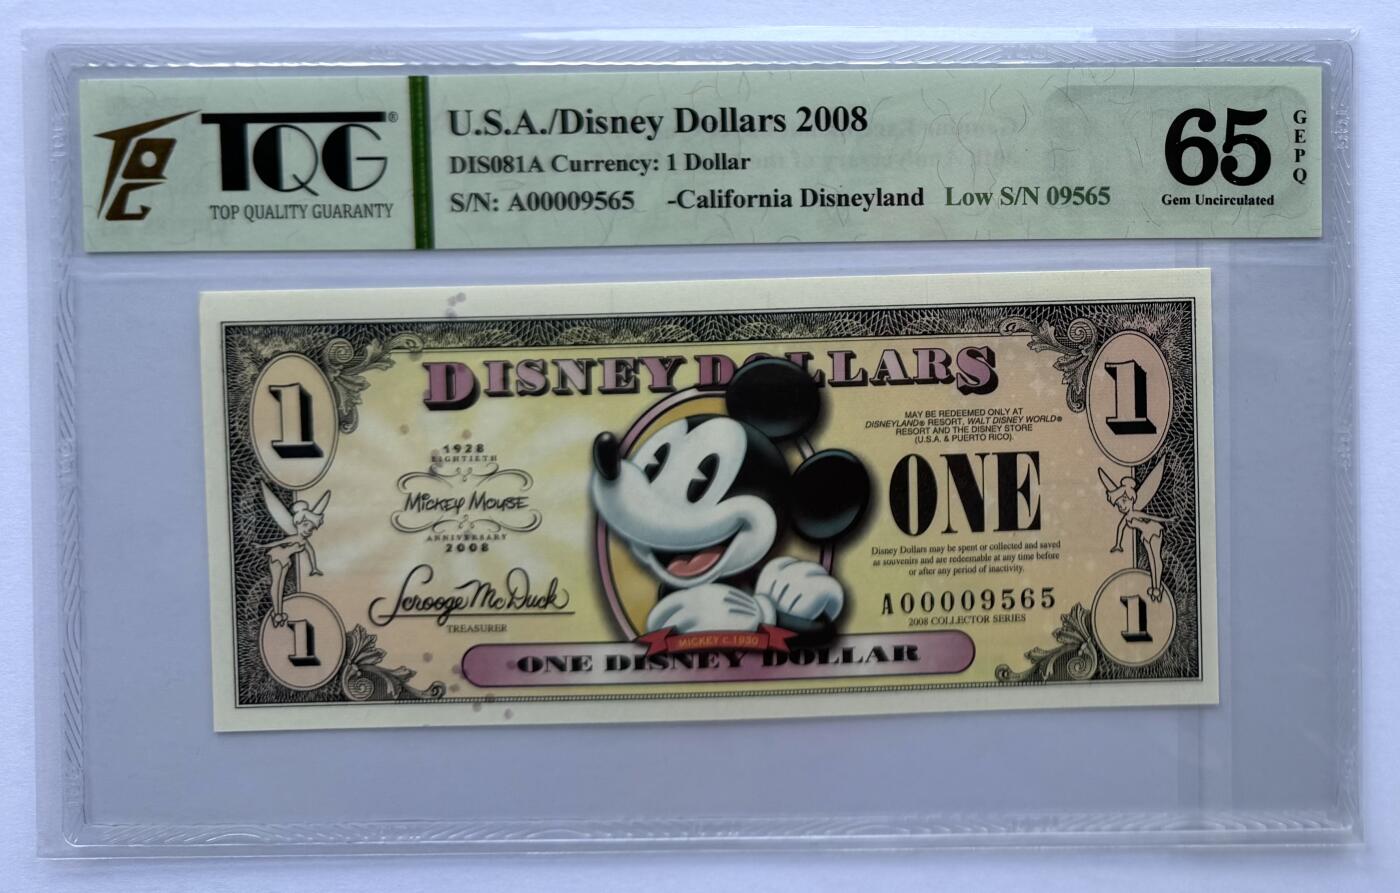 TQG®
TOP QUALITY GUARANTY
U.S.A./Disney Dollars 2008
DIS081A Currency: 1 Dollar
S/N: A00009565 -California Disneyland Low S/N 09565
65
GEPQ
Gem Uncirculated
DISNEY DOLLARS
1
1
MAY BE REDEEMED ONLY AT
DISNEYLAND® RESORT, WALT DISNEY WORLD®
RESORT AND THE DISNEY STORE
(U.S.A. & PUERTO RICO).
1928
EIGHTIETH
MICKEY MOUSE
ANNIVERSARY
2008
ONE
Disney Dollars may be spent or collected and saved
as souvenirs and are redeemable at any time before
or after any period of inactivity.
Scrooge McDuck
TREASURER
A00009565
2008 COLLECTOR SERIES
1
1
MICKEY C.1930
ONE DISNEY DOLLAR